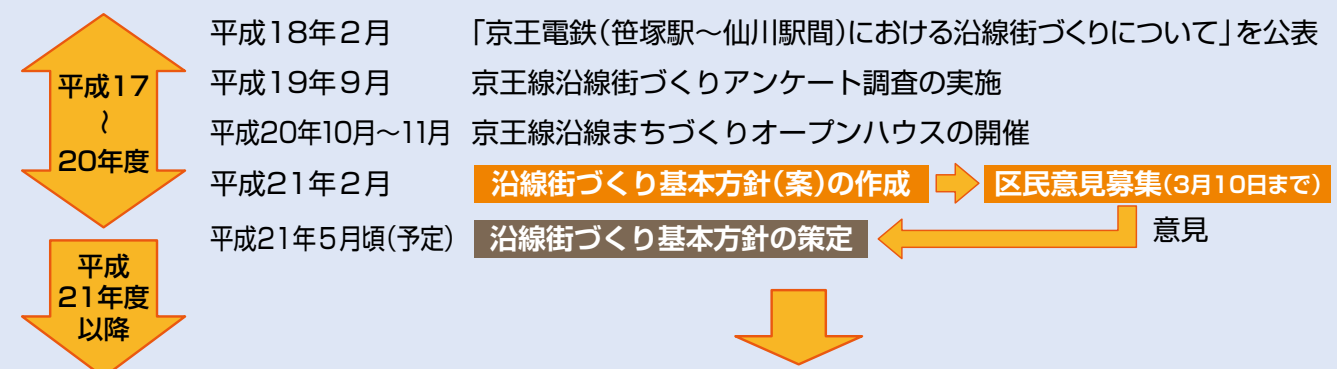 平成17
~
20年度
平成18年2月 「京王電鉄(笹塚駅~仙川駅間)における沿線街づくりについて」を公表
平成19年9月 京王線沿線街づくりアンケート調査の実施
平成20年10月~11月 京王線沿線まちづくりオープンハウスの開催
平成21年2月 沿線街づくり基本方針(案)の作成 区民意見募集(3月10日まで)
平成21年5月頃(予定) 沿線街づくり基本方針の策定 意見
平成
21年度
以降